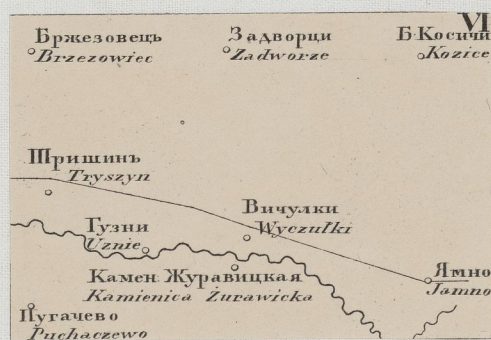 VI
Бржезовецъ
Brzezowiec
Задворци
Zadworze
Б Косичи
Kozice
Тришинъ
Tryszyn
Вичулки
Wyczułki
Гузни
Uznie
Камен Журавицкая
Kamienica Żurawicka
Ямно
Jamno
Пугачево
Puchaczewo